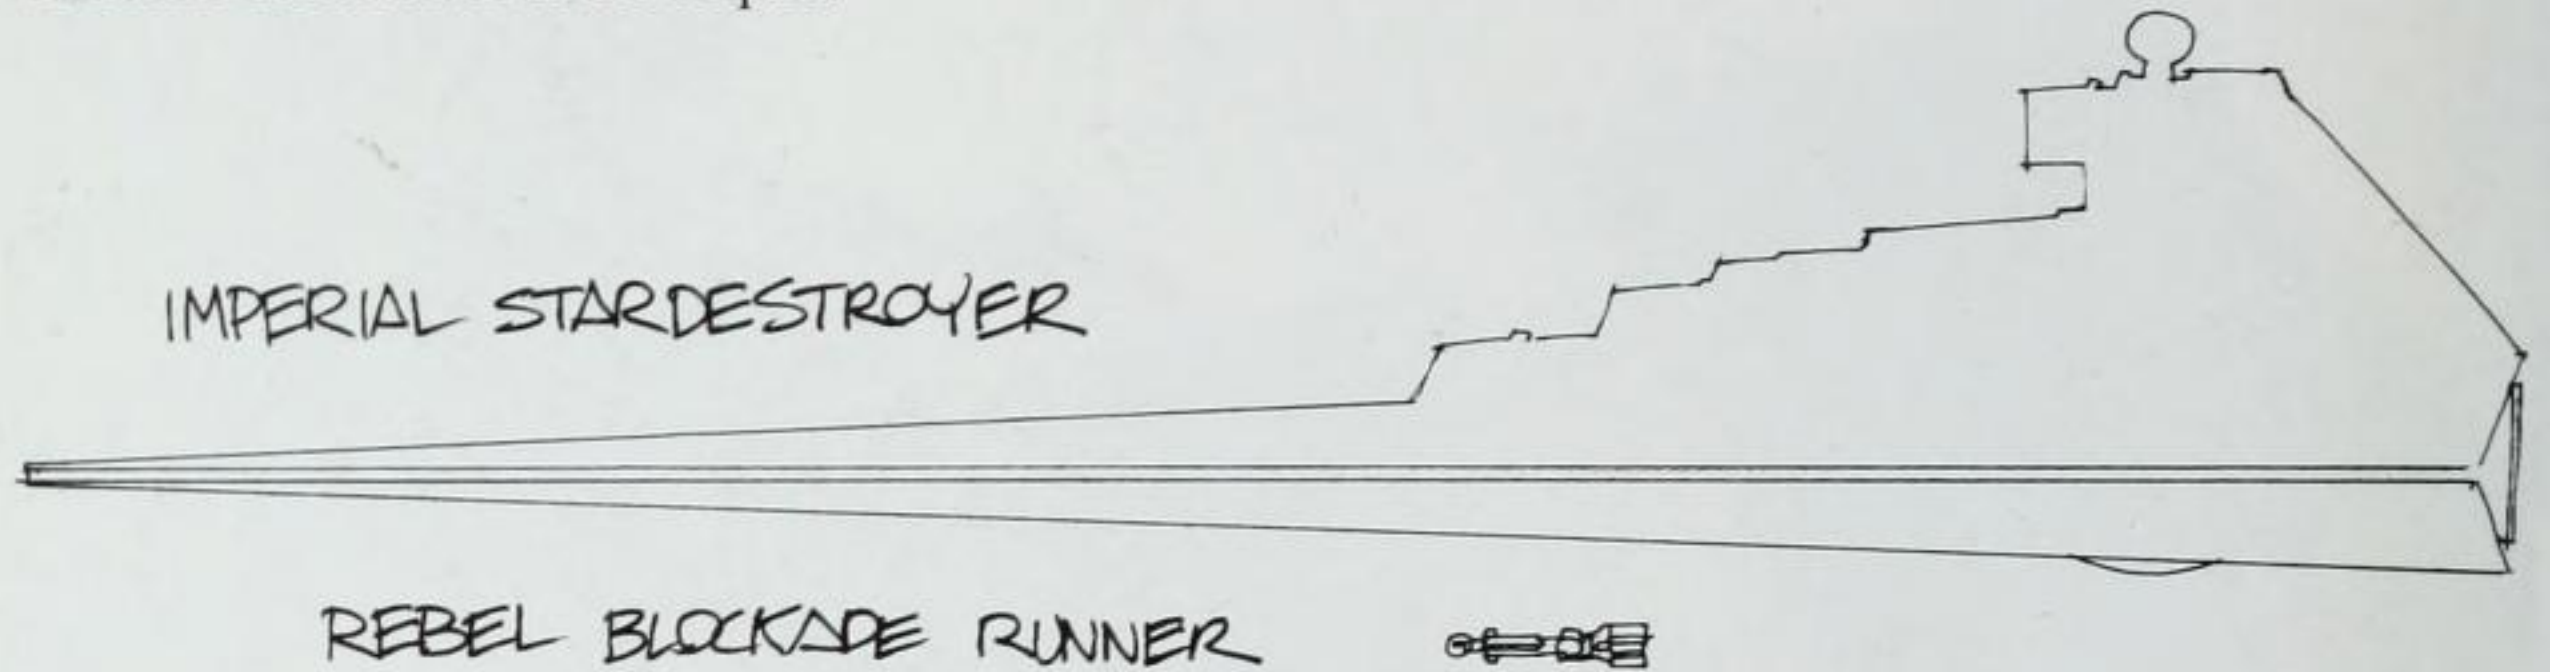 IMPERIAL STARDESTROYER
REBEL BLOCKADE RUNNER